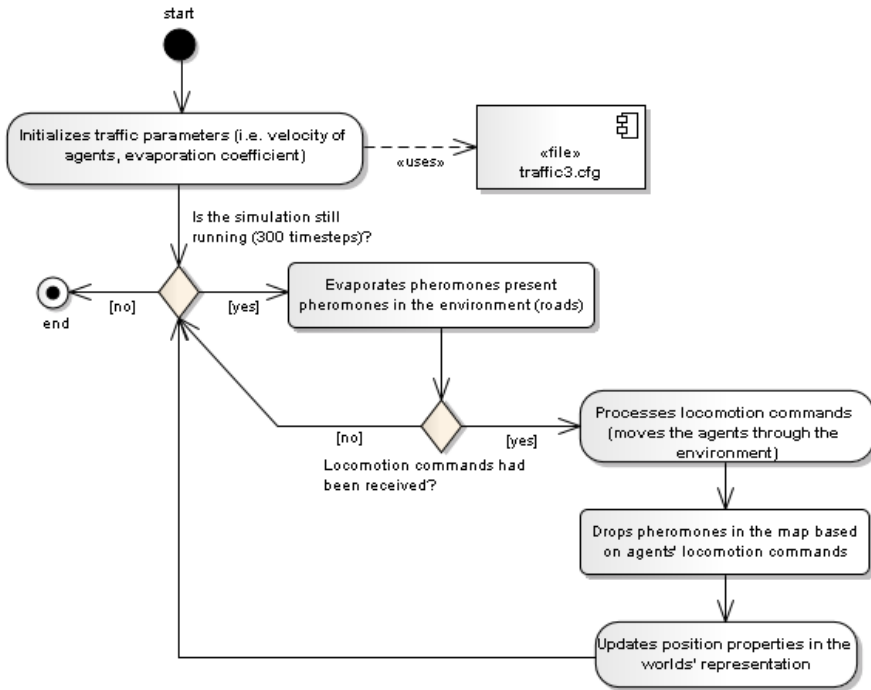 start
Initializes traffic parameters (i.e. velocity of
agents, evaporation coefficient)
«uses»
«file»
traffic3.cfg
Is the simulation still
running (300 timesteps)?
[no]
[yes]
end
Evaporates pheromones present
pheromones in the environment (roads)
[no]
[yes]
Locomotion commands had
been received?
Processes locomotion commands
(moves the agents through the
environment)
Drops pheromones in the map based
on agents' locomotion commands
Updates position properties in the
worlds' representation